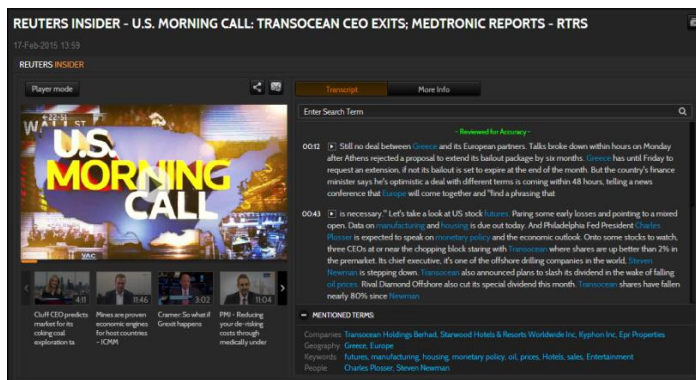 REUTERS INSIDER - U.S. MORNING CALL: TRANSOCEAN CEO EXITS; MEDTRONIC REPORTS - RTRS
17-Feb-2015 13:59
REUTERS INSIDER
Player mode
Transcript
More Info
Enter Search Term
- Reviewed for Accuracy -
00:12 Still no deal between Greece and its European partners. Talks broke down within hours on Monday
after Athens rejected a proposal to extend its bailout package by six months. Greece has until Friday to
request an extension, if not its bailout is set to expire at the end of the month. But the country's finance
minister says he's optimistic a deal with different terms is coming within 48 hours, telling a news
conference that Europe will come together and "find a phrasing that
00:43 is necessary." Let's take a look at US stock futures. Paring some early losses and pointing to a mixed
open. Data on manufacturing and housing is due out today. And Philadelphia Fed President Charles
Plosser is expected to speak on monetary policy and the economic outlook. Onto some stocks to watch,
three CEOs at or near the chopping block staring with Transocean where shares are up better than 2% in
the premarket. Its chief executive, it's one of the offshore drilling companies in the world, Steven
Newman is stepping down. Transocean also announced plans to slash its dividend in the wake of falling
oil prices. Rival Diamond Offshore also cut its special dividend this month. Transocean shares have fallen
nearly 80% since Newman
WALL ST
U.S.
MORNING
CALL
VAC
4:11
11:46
3:02
11:04
Cluff CEO predicts
market for its
coking coal
exploration ta
Mines are proven
economic engines
for host countries
- ICMM
Cramer: So what if
Grexit happens
PMI - Reducing
your de-risking
costs through
medically under
MENTIONED TERMS
Companies Transocean Holdings Berhad, Starwood Hotels & Resorts Worldwide Inc, Kyphon Inc, Epr Properties
Geography Greece, Europe
Keywords futures, manufacturing, housing, monetary policy, oil, prices, Hotels, sales, Entertainment
People Charles Plosser, Steven Newman